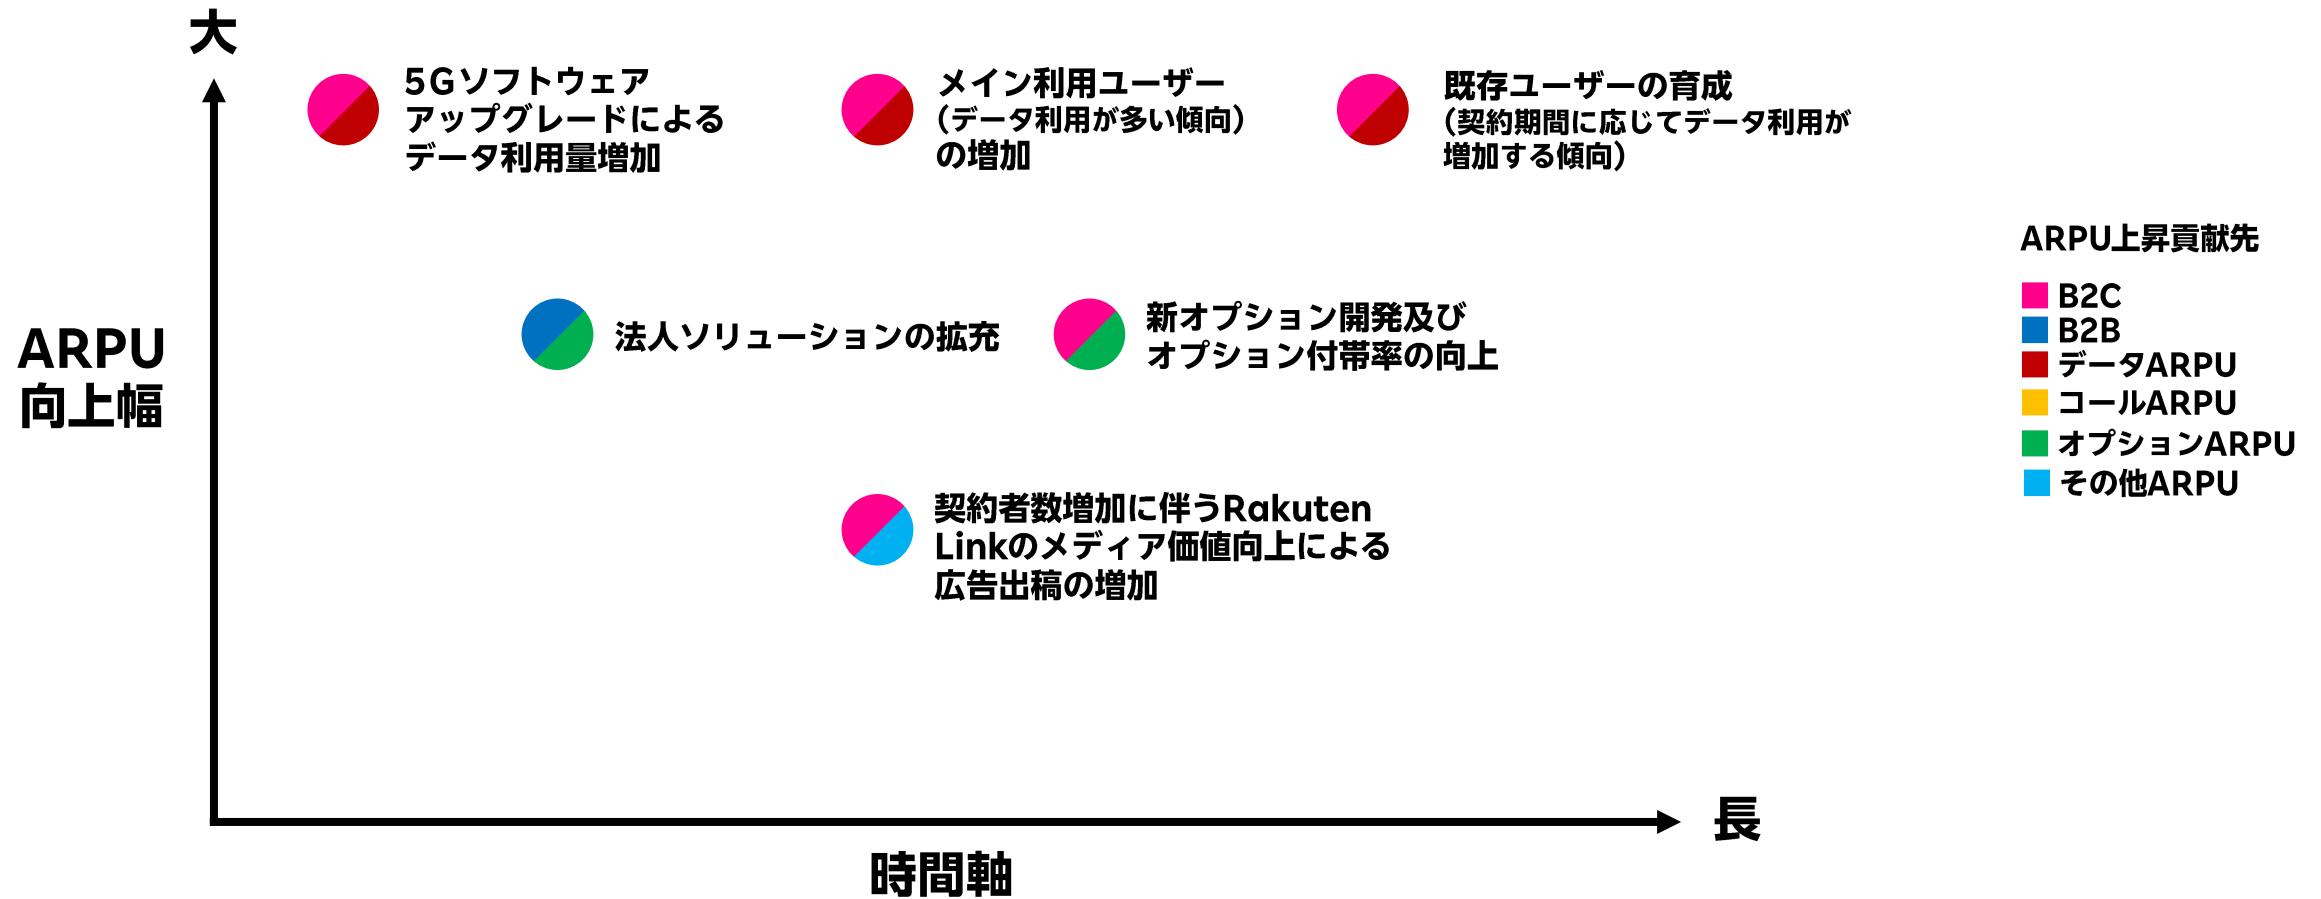 大
5Gソフトウェア
アップグレードによる
データ利用量増加
メイン利用ユーザー
(データ利用が多い傾向)
の増加
既存ユーザーの育成
(契約期間に応じてデータ利用が
増加する傾向)
ARPU
向上幅
法人ソリューションの拡充
新オプション開発及び
オプション付帯率の向上
契約者数増加に伴うRakuten
Linkのメディア価値向上による
広告出稿の増加
ARPU上昇貢献先
B2C
B2B
データARPU
コールARPU
オプションARPU
その他ARPU
長
時間軸